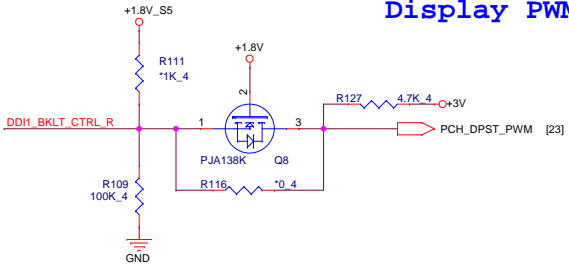 Display PWM
+1.8V_S5
R111
*1K_4
+1.8V
2
R127
4.7K_4
+3V
DDI1_BKLT_CTRL_R
1
3
PCH_DPST_PWM
[23]
PJA138K
Q8
R109
100K_4
R116
*0_4
GND